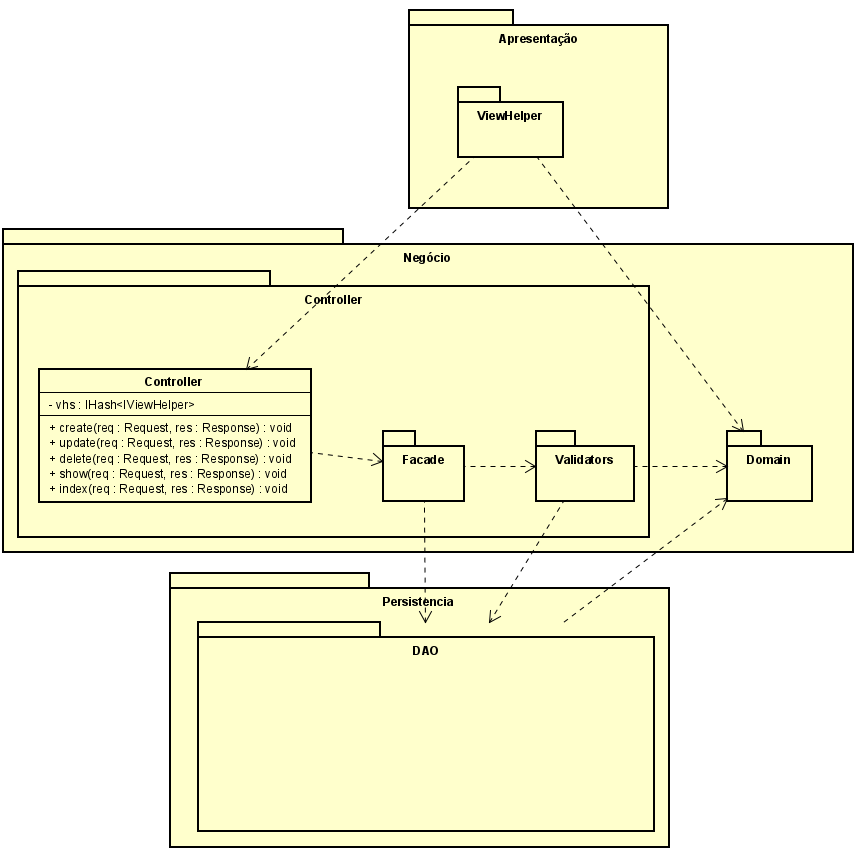 Apresentação
ViewHelper
Negócio
Controller
Controller
- vhs : IHash<IViewHelper>
+ create(req : Request, res : Response) : void
+ update(req : Request, res : Response) : void
+ delete(req : Request, res : Response) : void
+ show(req : Request, res : Response) : void
+ index(req : Request, res : Response) : void
Facade
Validators
Domain
Persistencia
DAO